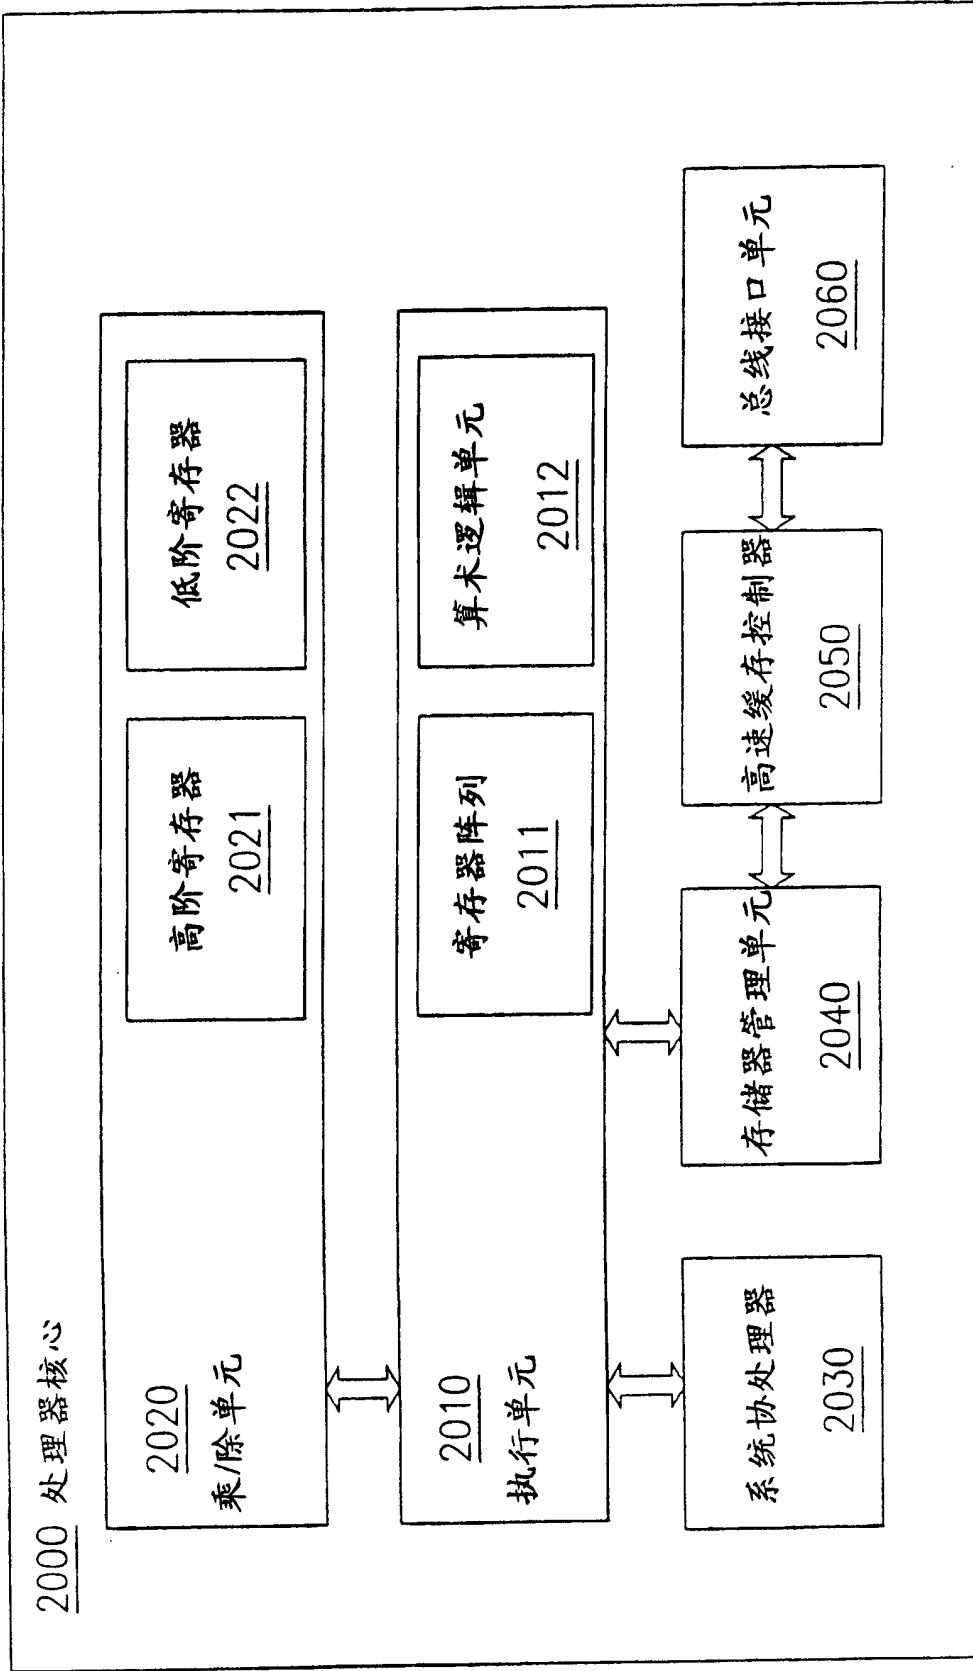 2000 处理器核心
2020
乘/除单元
高阶寄存器
2021
低阶寄存器
2022
2010
执行单元
寄存器阵列
2011
算术逻辑单元
2012
系统协处理器
2030
存储器管理单元
2040
高速缓存控制器
2050
总线接口单元
2060